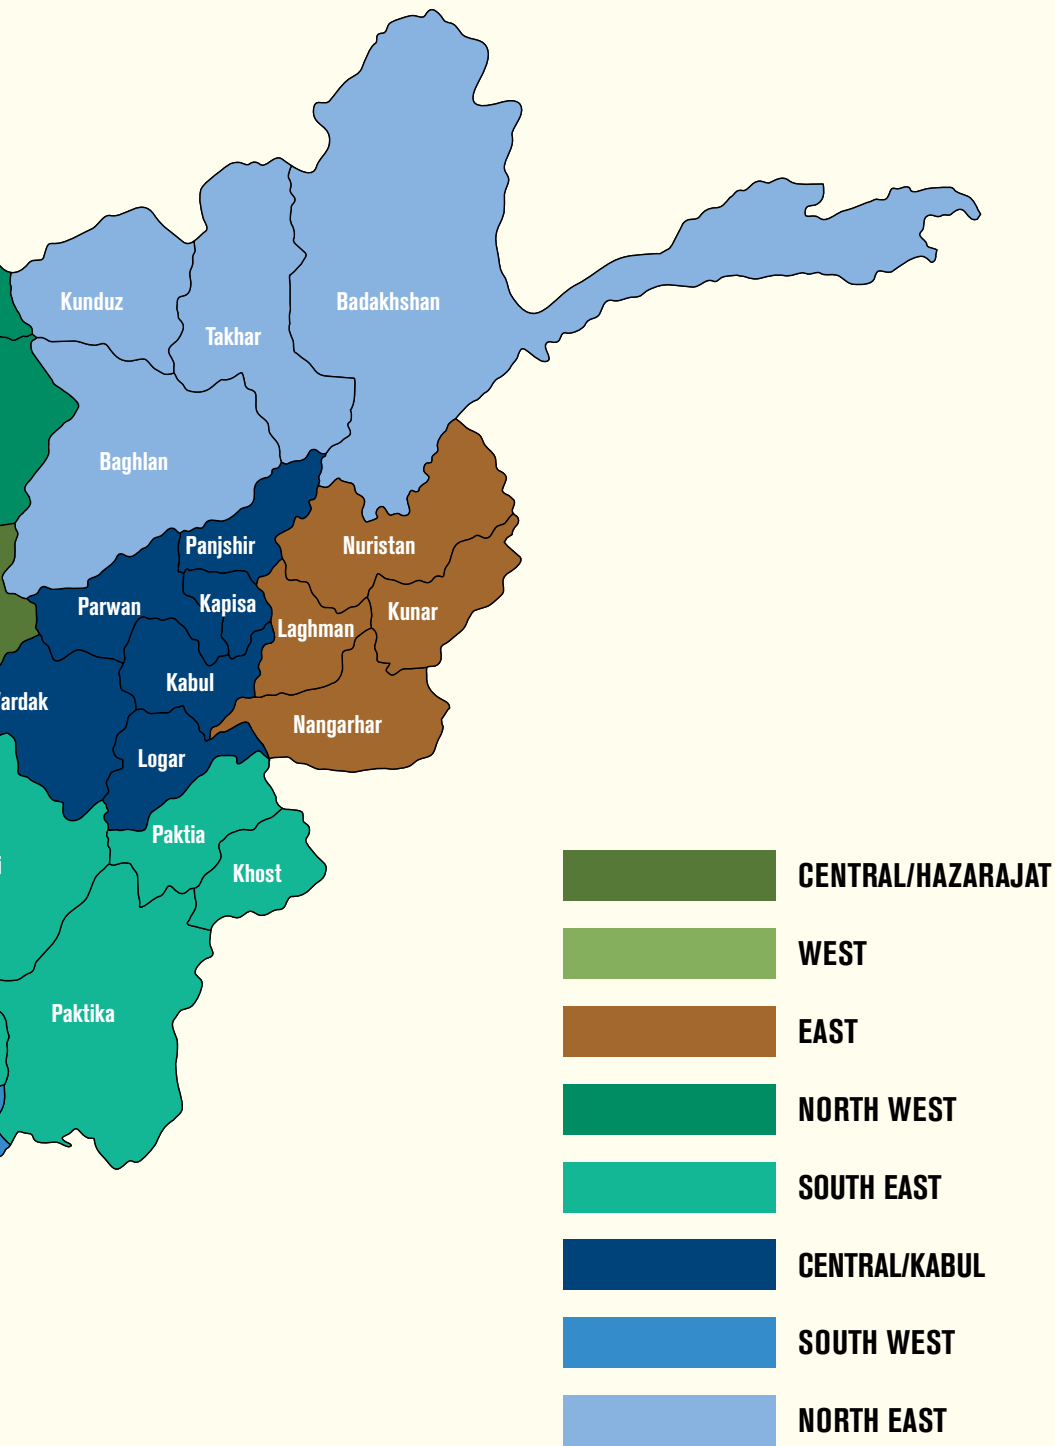 Kunduz
Badakhshan
Takhar
Baghlan
Panjshir
Nuristan
Parwan
Kapisa
Kunar
Laghman
Kabul
ardak
Nangarhar
Logar
Paktia
Khost
Paktika
CENTRAL/HAZARAJAT
WEST
EAST
NORTH WEST
SOUTH EAST
CENTRAL/KABUL
SOUTH WEST
NORTH EAST